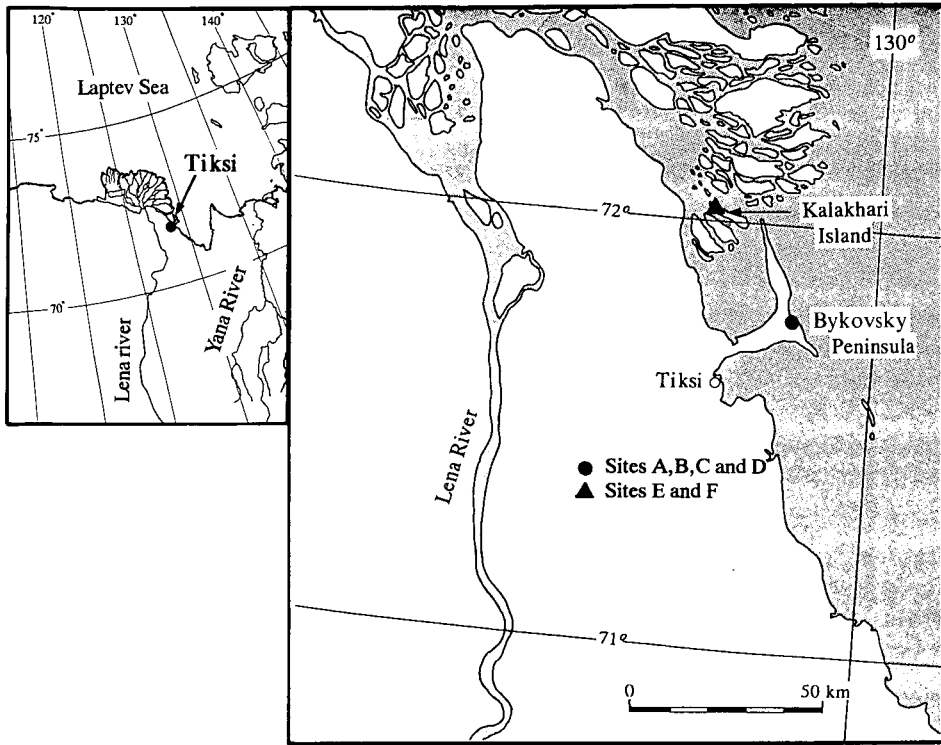 120°
130°
140°
Laptev Sea
75°
Tiksi
70°
Lena river
Yana River
130°
72°
Kalakhari
Island
Bykovsky
Peninsula
Tiksi
Lena River
● Sites A, B, C and D
▲ Sites E and F
71°
0 50 km